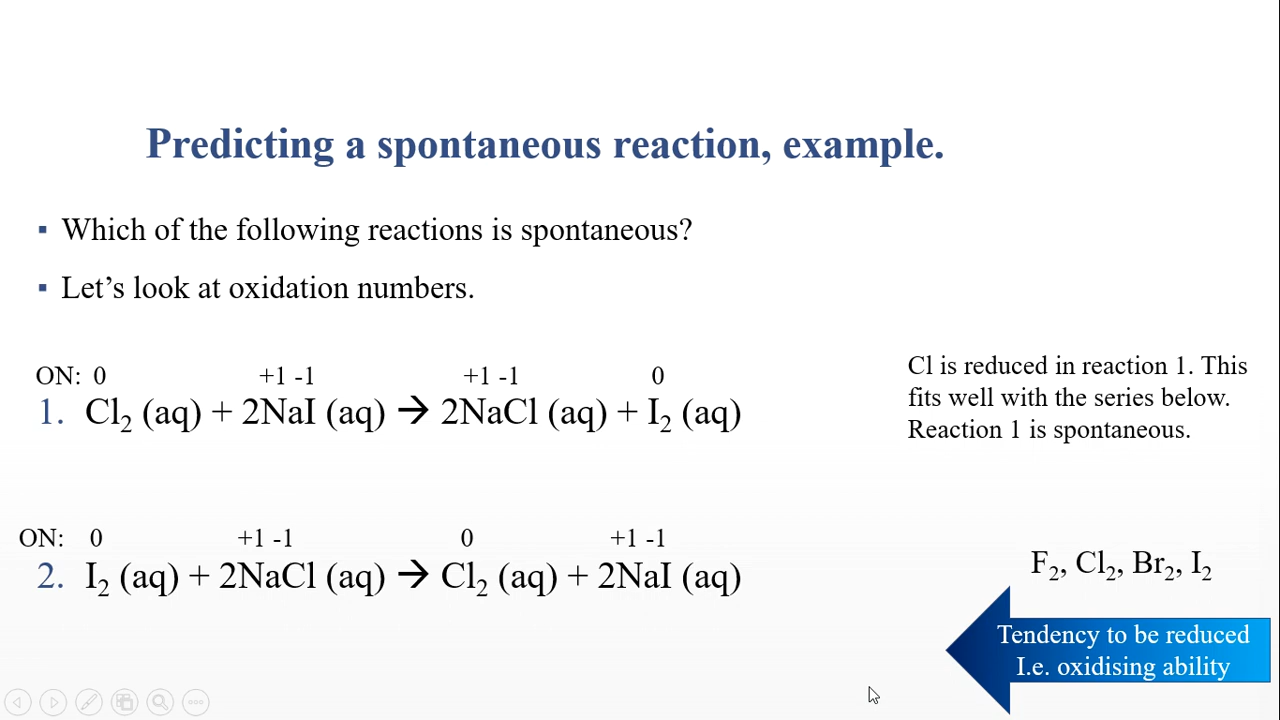 Predicting a spontaneous reaction, example.
▪ Which of the following reactions is spontaneous?
▪ Let’s look at oxidation numbers.
ON: 0 +1 -1 +1 -1 0
1. Cl₂ (aq) + 2NaI (aq) → 2NaCl (aq) + I₂ (aq)
Cl is reduced in reaction 1. This
fits well with the series below.
Reaction 1 is spontaneous.
ON: 0 +1 -1 0 +1 -1
2. I₂ (aq) + 2NaCl (aq) → Cl₂ (aq) + 2NaI (aq)
F₂, Cl₂, Br₂, I₂
Tendency to be reduced
I.e. oxidising ability